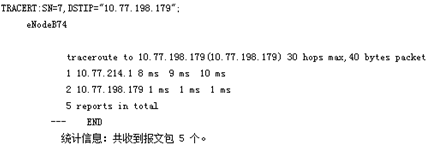 TRACERT:SN=7,DSTIP="10.77.198.179";
eNodeB74
traceroute to 10.77.198.179(10.77.198.179) 30 hops max,40 bytes packet
1 10.77.214.1 8 ms 9 ms 10 ms
2 10.77.198.179 1 ms 1 ms 1 ms
5 reports in total
--- END
统计信息: 共收到报文包 5 个。